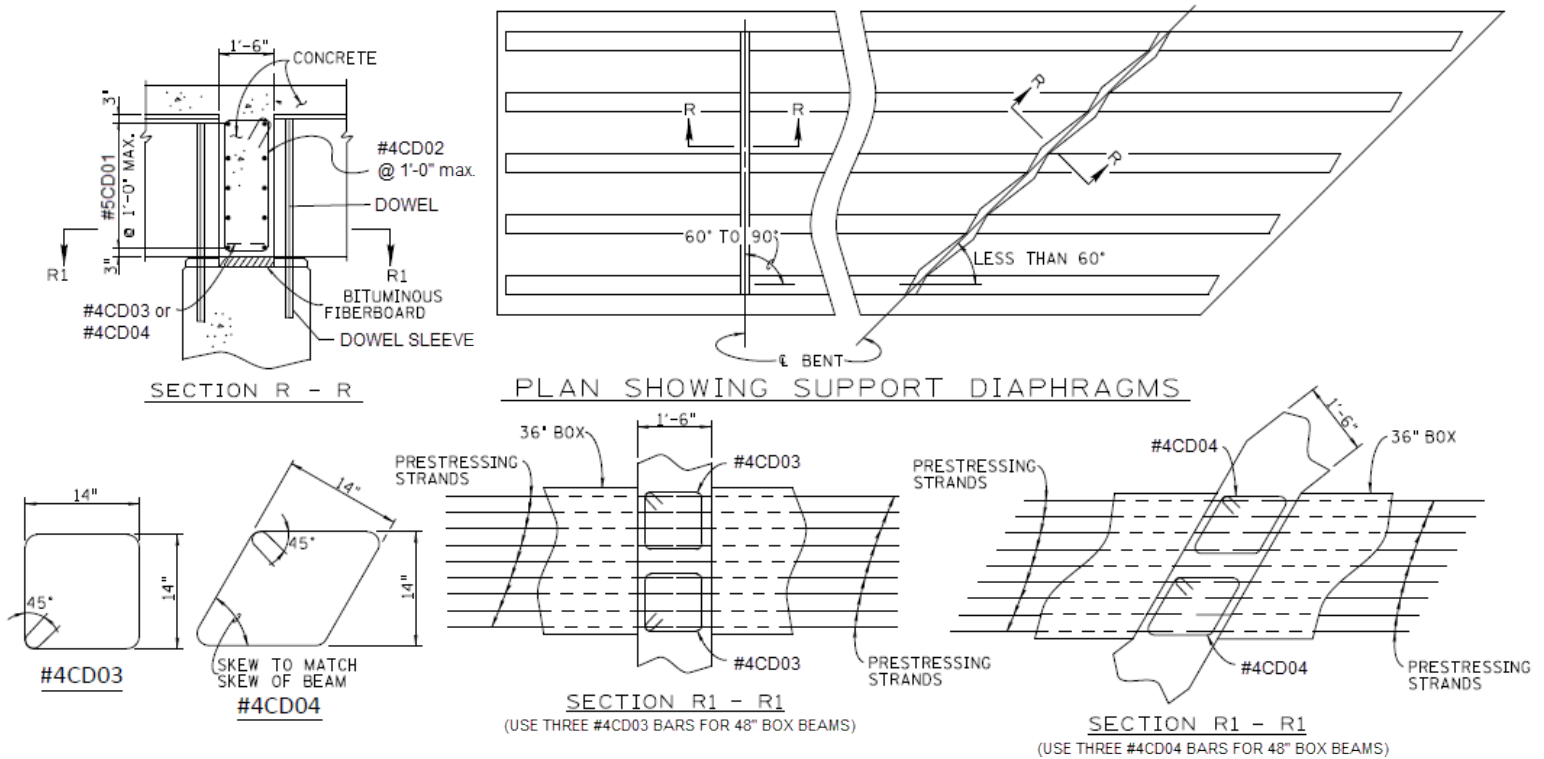 1'-6"
CONCRETE
3"
#5CD01
@ 1'-0" MAX.
3"
#4CD02
@ 1'-0" max.
DOWEL
R1
R1
BITUMINOUS
FIBERBOARD
#4CD03 or
#4CD04
DOWEL SLEEVE
SECTION R - R
R
R
R
R
60° TO 90°
LESS THAN 60°
℄ BENT
PLAN SHOWING SUPPORT DIAPHRAGMS
14"
14"
45°
#4CD03
14"
14"
45°
SKEW TO MATCH
SKEW OF BEAM
#4CD04
1'-6"
36" BOX
PRESTRESSING
STRANDS
#4CD03
#4CD03
PRESTRESSING
STRANDS
SECTION R1 - R1
(USE THREE #4CD03 BARS FOR 48" BOX BEAMS)
1'-6"
#4CD04
36" BOX
PRESTRESSING
STRANDS
#4CD04
PRESTRESSING
STRANDS
SECTION R1 - R1
(USE THREE #4CD04 BARS FOR 48" BOX BEAMS)